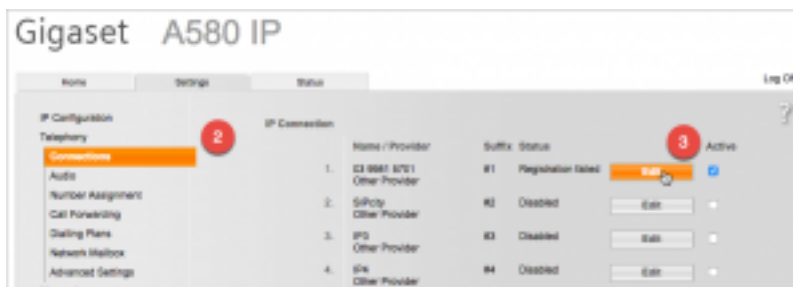 Gigaset A580 IP
Home Settings Status Log Of
IP Configuration
Telephony
Connections
Audio
Number Assignment
Call Forwarding
Dialing Plans
Network Mailbox
Advanced Settings
2
IP Connection
3
?
Name / Provider Suffix Status Active
1. #1 Registration failed Edit
Other Provider
2. SIPcity #2 Disabled Edit
Other Provider
3. IP3 #3 Disabled Edit
Other Provider
4. IP4 #4 Disabled Edit
Other Provider